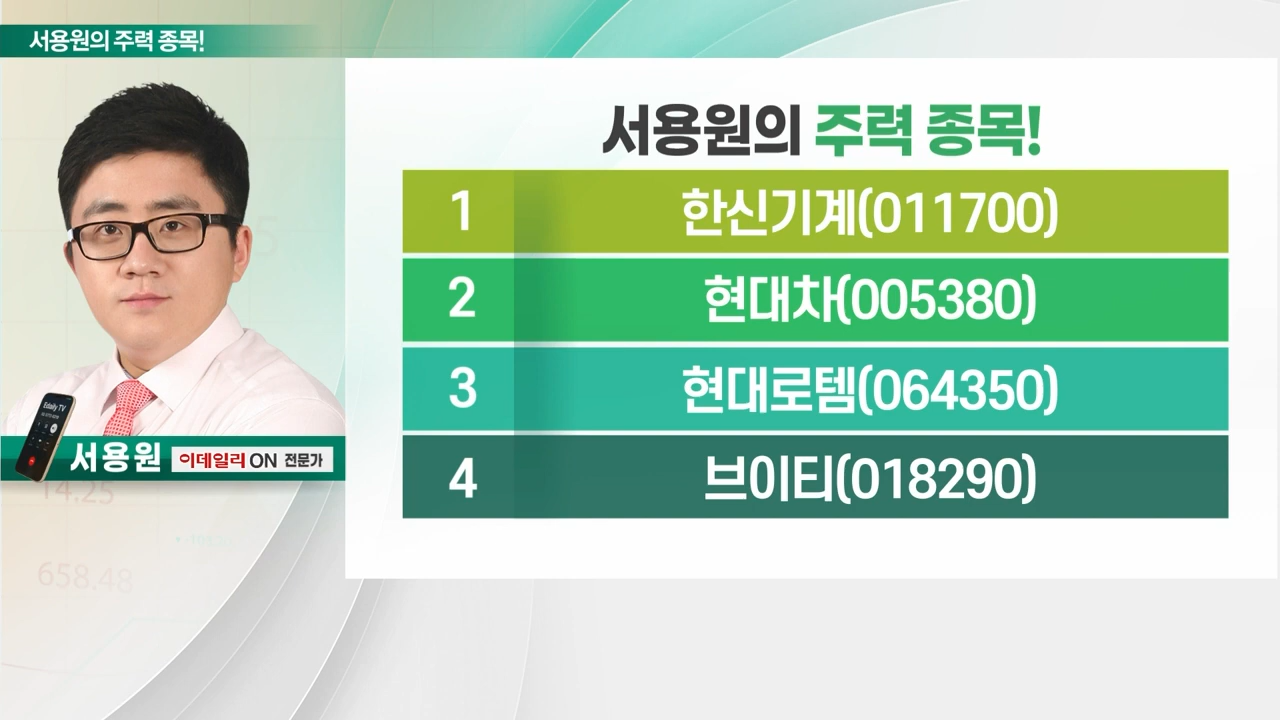 서용원의 주력 종목!
서용원의 주력 종목!
1 한신기계(011700)
2 현대차(005380)
3 현대로템(064350)
4 브이티(018290)
Edaily TV
서용원 이데일리 ON 전문가
14.25
658.48